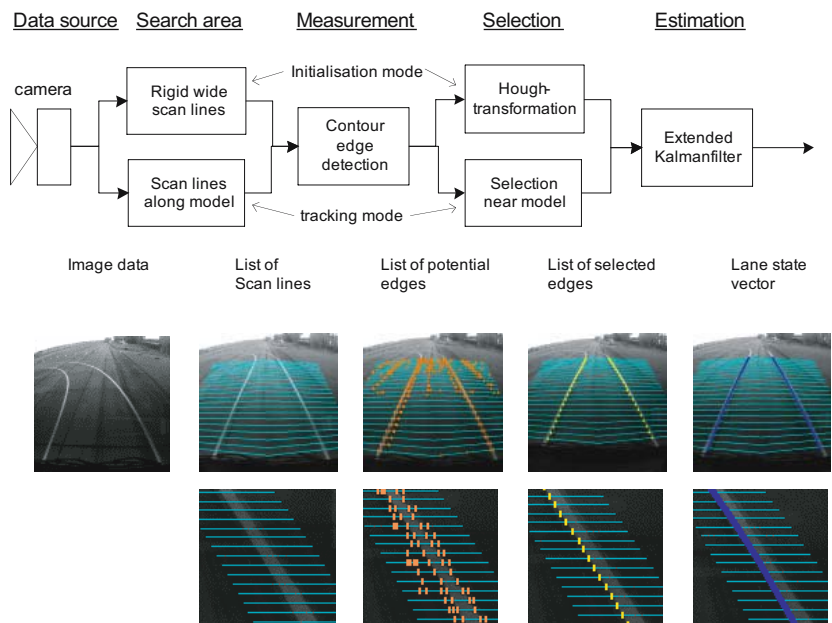 Data source
Search area
Measurement
Selection
Estimation
camera
Initialisation mode
Rigid wide
scan lines
Hough-
transformation
Contour
edge
detection
Extended
Kalmanfilter
Scan lines
along model
Selection
near model
tracking mode
Image data
List of
Scan lines
List of potential
edges
List of selected
edges
Lane state
vector